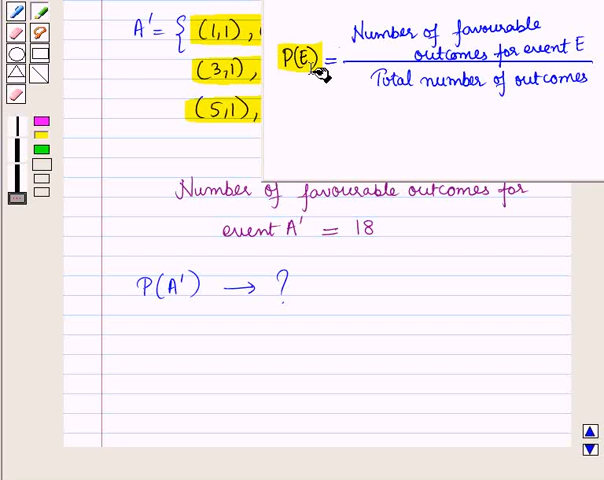 A' = { (1,1) ,
(3,1) ,
(5,1) ,
P(E) = Number of favourable
outcomes for event E
Total number of outcomes
Number of favourable outcomes for
event A' = 18
P(A') → ?